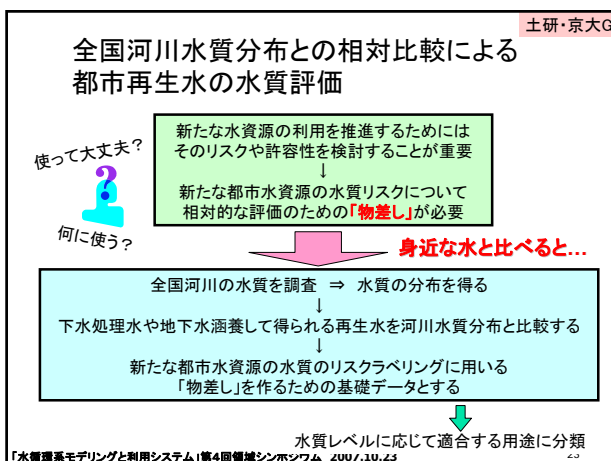 土研・京大G
全国河川水質分布との相対比較による
都市再生水の水質評価
使って大丈夫?
?
何に使う?
新たな水資源の利用を推進するためには
そのリスクや許容性を検討することが重要
↓
新たな都市水資源の水質リスクについて
相対的な評価のための「物差し」が必要
身近な水と比べると…
全国河川の水質を調査 ⇒ 水質の分布を得る
↓
下水処理水や地下水涵養して得られる再生水を河川水質分布と比較する
↓
新たな都市水資源の水質のリスクラベリングに用いる
「物差し」を作るための基礎データとする
水質レベルに応じて適合する用途に分類
「水循環系モデリングと利用システム」第4回領域シンポジウム 2007.10.23